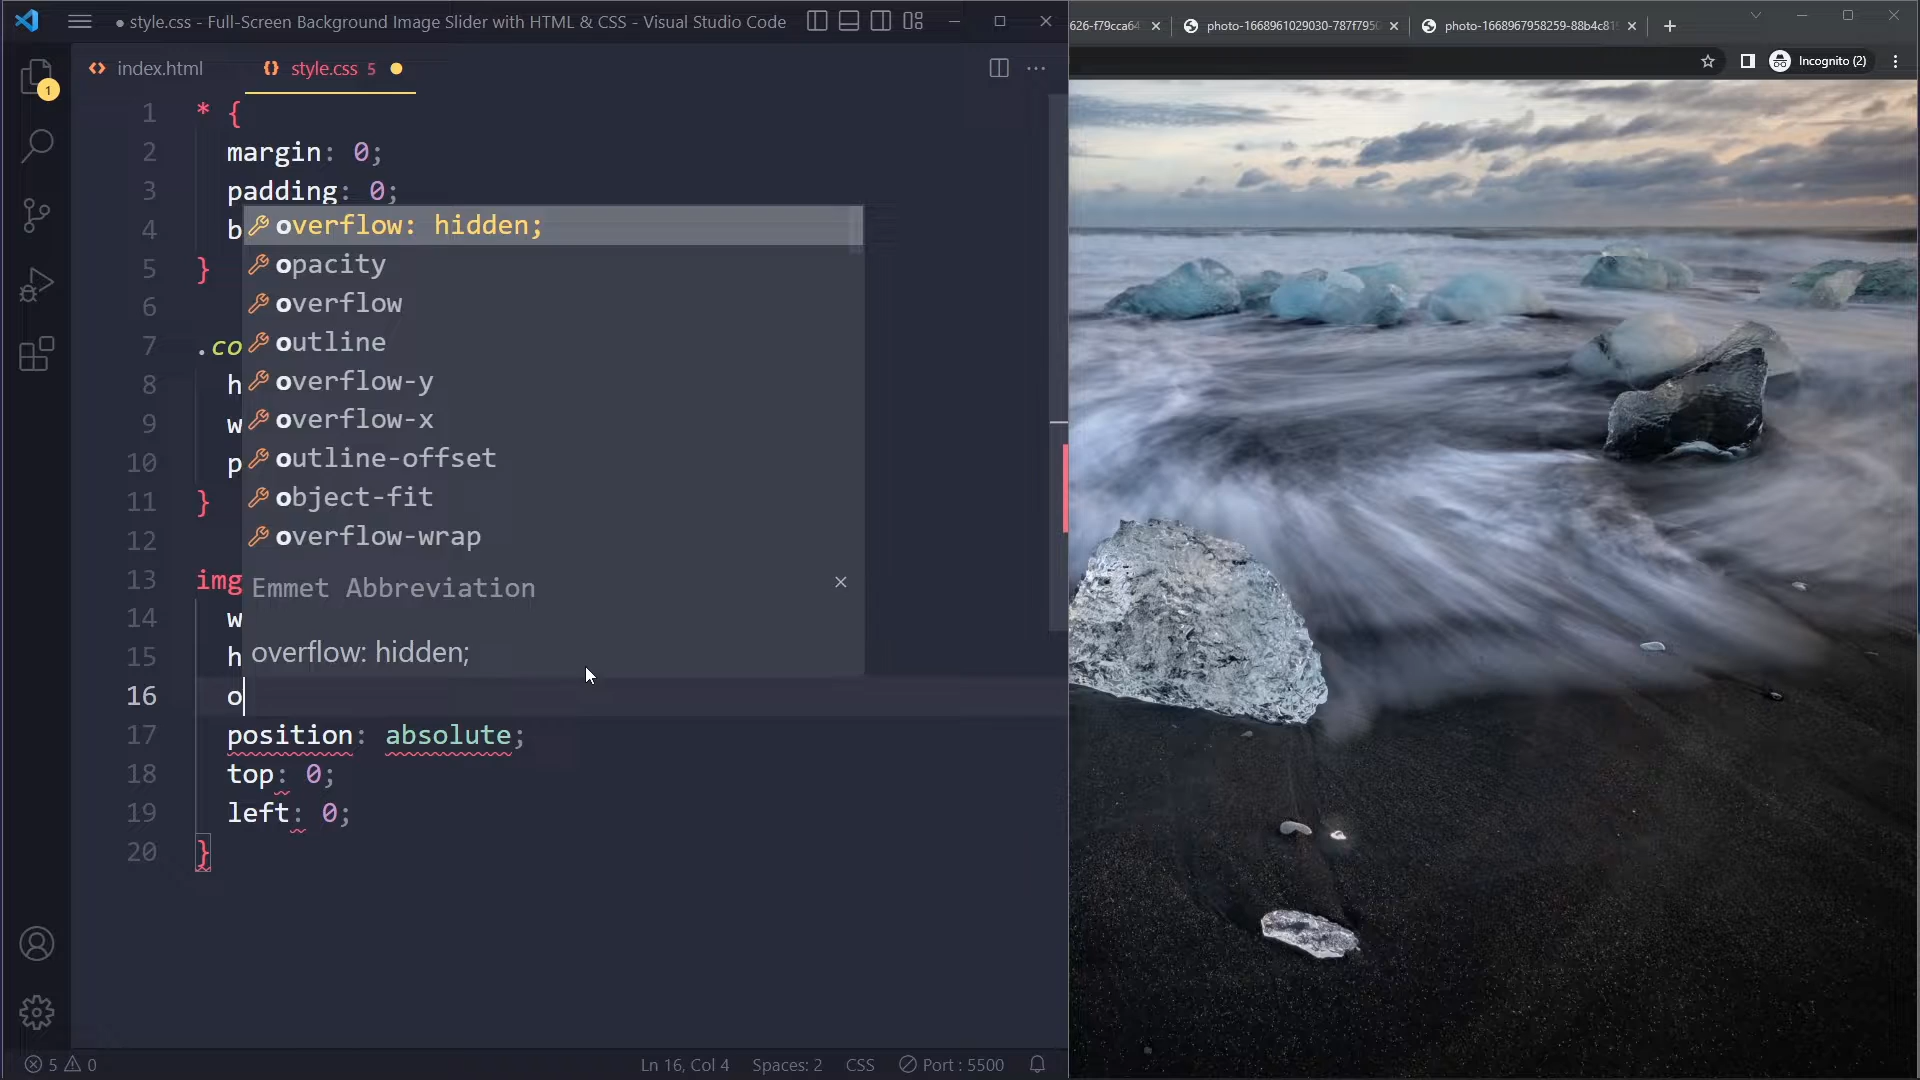 ● style.css - Full-Screen Background Image Slider with HTML & CSS - Visual Studio Code
626-f79cca64
photo-1668961029030-787f7950
photo-1668967958259-88b4c81
Incognito (2)
1
index.html
style.css 5
1 * {
2 margin: 0;
3 padding: 0;
4 b
5 }
6
7 .co
8 h
9 w
10 p
11 }
12
13 img
14 w
15 h
16 o
17 position: absolute;
18 top: 0;
19 left: 0;
20 }
overflow: hidden;
opacity
overflow
outline
overflow-y
overflow-x
outline-offset
object-fit
overflow-wrap
Emmet Abbreviation
overflow: hidden;
5 0
Ln 16, Col 4
Spaces: 2
CSS
Port : 5500